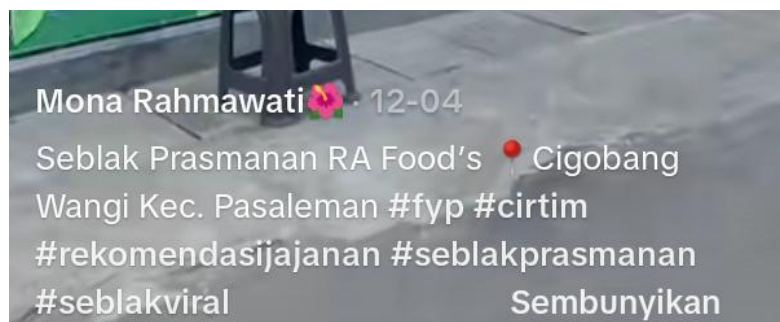 Mona Rahmawati🌺 · 12-04
Seblak Prasmanan RA Food's 📍Cigobang
Wangi Kec. Pasaleman #fyp #cirtim
#rekomendasijajanan #seblakprasmanan
#seblakviral Sembunyikan